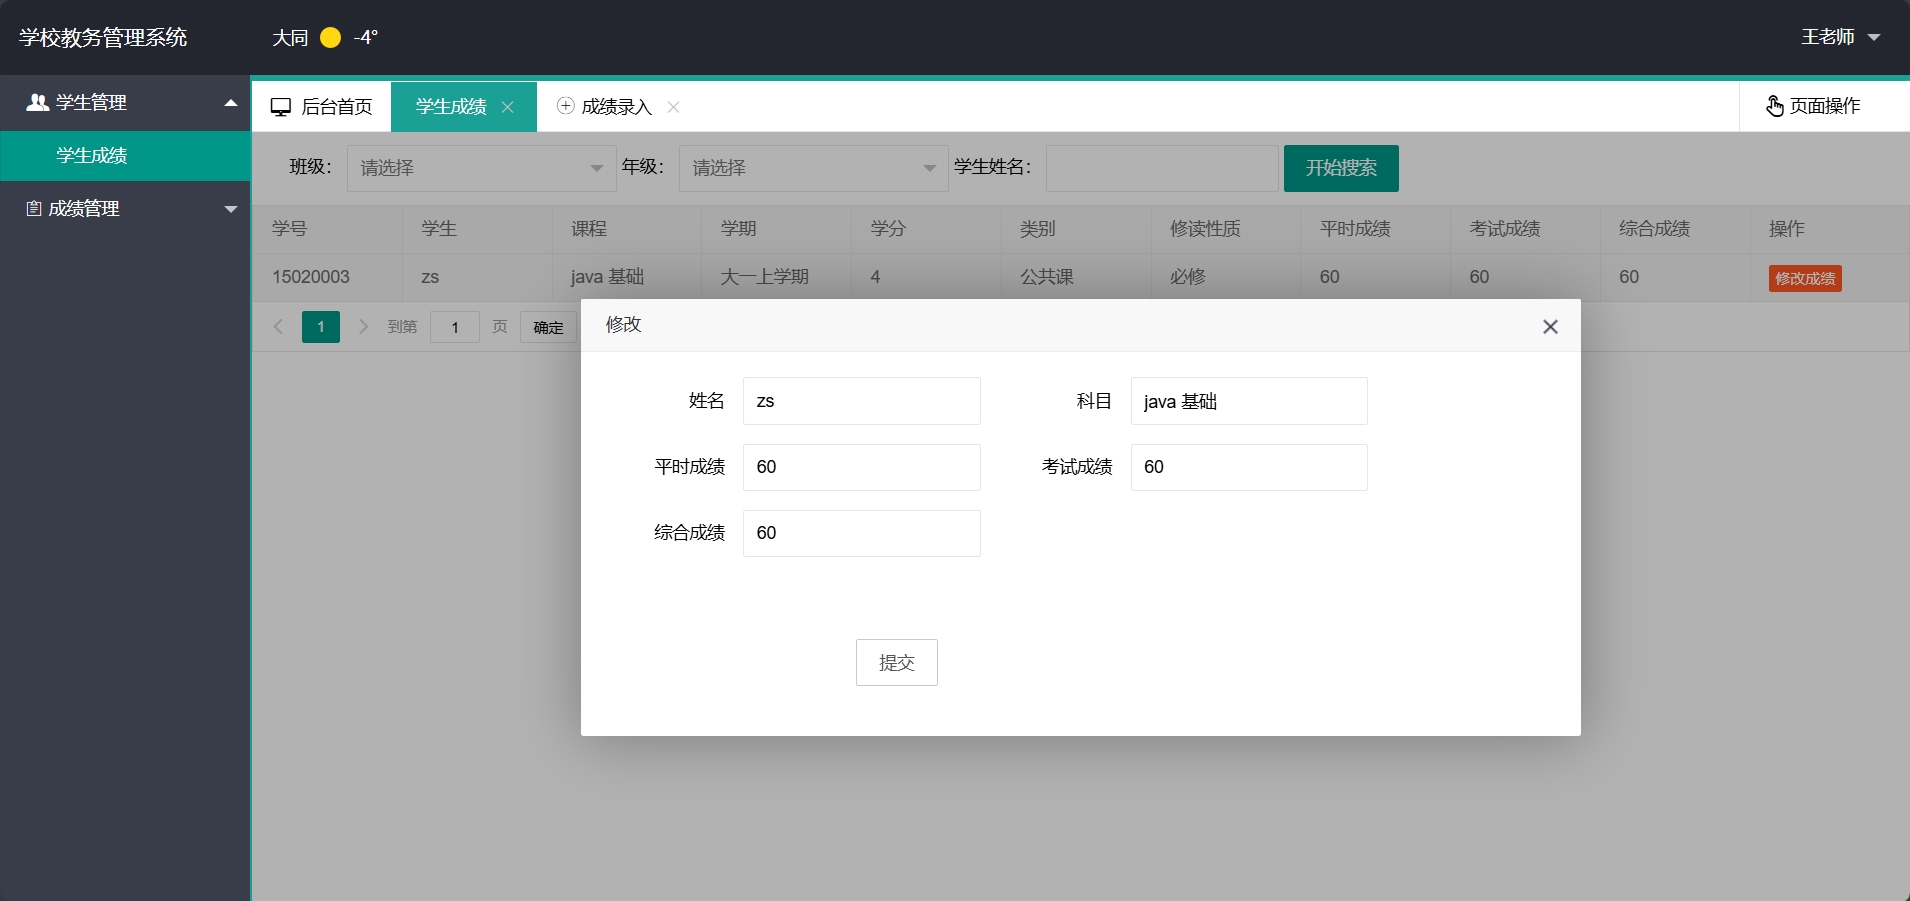 学校教务管理系统
大同 -4°
王老师
学生管理
学生成绩
成绩管理
后台首页
学生成绩
成绩录入
页面操作
班级： 请选择 年级： 请选择 学生姓名： 开始搜索
学号 学生 课程 学期 学分 类别 修读性质 平时成绩 考试成绩 综合成绩 操作
15020003 zs java 基础 大一上学期 4 公共课 必修 60 60 60 修改成绩
1 到第 1 页 确定
修改
姓名 zs 科目 java 基础
平时成绩 60 考试成绩 60
综合成绩 60
提交